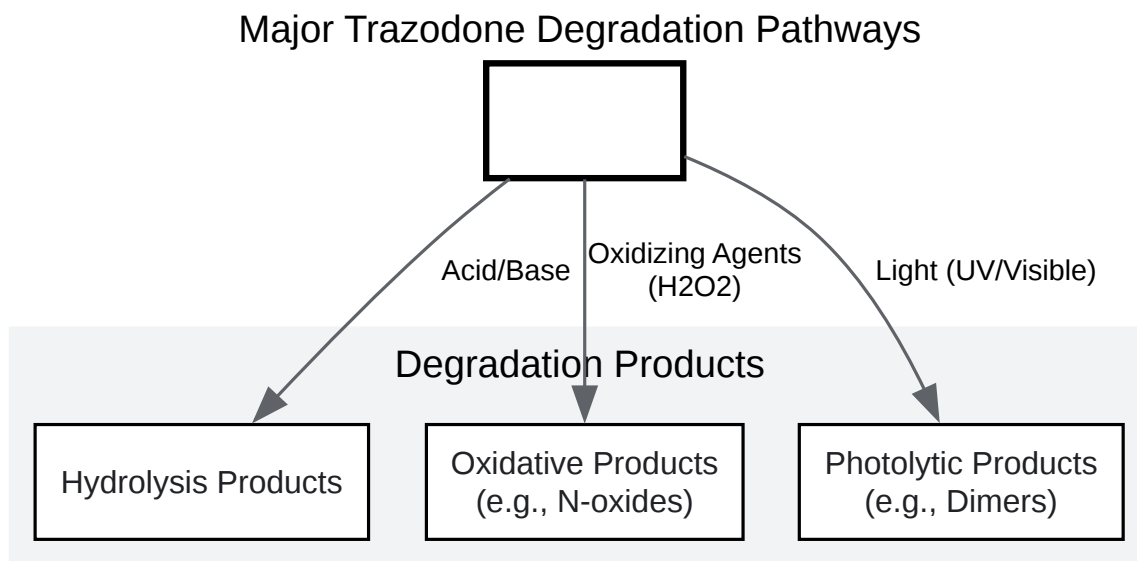 Major Trazodone Degradation Pathways
Acid/Base
Oxidizing Agents
(H2O2)
Light (UV/Visible)
Degradation Products
Hydrolysis Products
Oxidative Products
(e.g., N-oxides)
Photolytic Products
(e.g., Dimers)